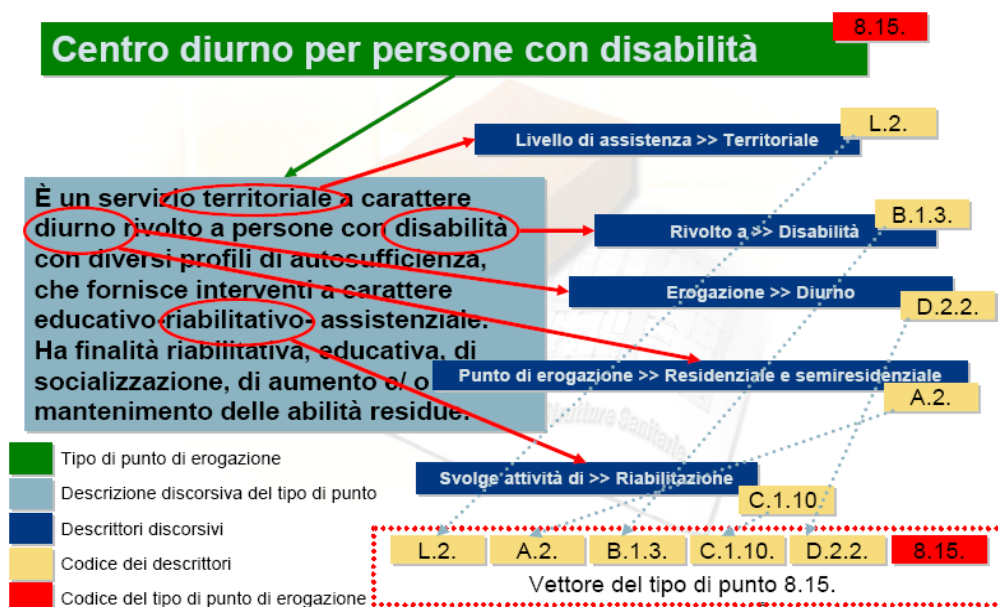 8.15.
Centro diurno per persone con disabilità
L.2.
Livello di assistenza >> Territoriale
È un servizio territoriale a carattere
diurno rivolto a persone con disabilità
con diversi profili di autosufficienza,
che fornisce interventi a carattere
educativo-riabilitativo- assistenziale.
Ha finalità riabilitativa, educativa, di
socializzazione, di aumento e/ o
mantenimento delle abilità residue.
B.1.3.
Rivolto a >> Disabilità
Erogazione >> Diurno
D.2.2.
Punto di erogazione >> Residenziale e semiresidenziale
A.2.
Svolge attività di >> Riabilitazione
C.1.10.
Tipo di punto di erogazione
Descrizione discorsiva del tipo di punto
Descrittori discorsivi
Codice dei descrittori
Codice del tipo di punto di erogazione
L.2. A.2. B.1.3. C.1.10. D.2.2. 8.15.
Vettore del tipo di punto 8.15.